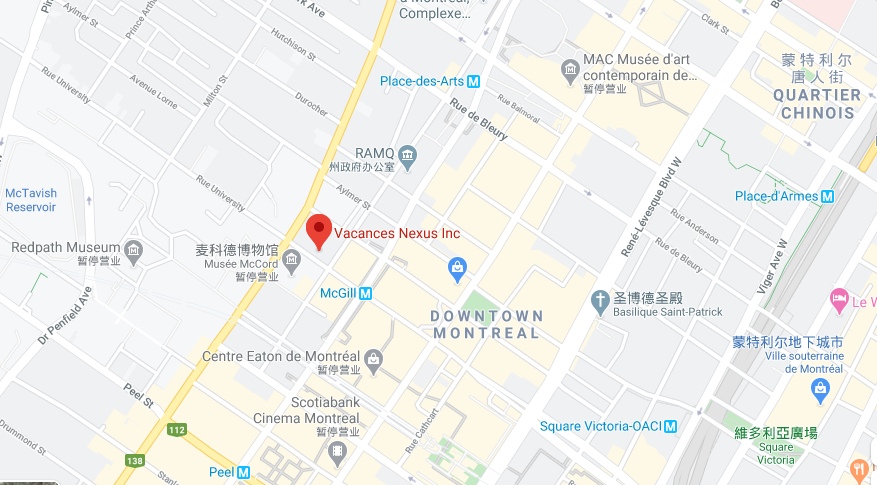 à Montréal,
Complexe...
Ark Ave
Clark St
Prince Arth
Hutchison St
MAC Musée d'art
contemporain de...
暂停营业
蒙特利尔
唐人街
QUARTIER
CHINOIS
Place-des-Arts
Rue University
Avenue Lorne
Milton St
Durocher
Rue de Bleury
Rue Balmoral
RAMQ
州政府办公室
McTavish
Reservoir
Rue University
Aylmer St
René-Lévesque Blvd W
Place-d'Armes
Vacances Nexus Inc
Redpath Museum
暂停营业
麦科德博物馆
Musée McCord
暂停营业
Rue Anderson
Rue de Bleury
Viger Ave W
McGill
圣博德圣殿
Basilique Saint-Patrick
Le W
Dr Penfield Ave
DOWNTOWN
MONTREAL
蒙特利尔地下城市
Ville souterraine
de Montréal
Centre Eaton de Montréal
暂停营业
Peel St
Scotiabank
Cinema Montreal
暂停营业
Rue Cathcart
Square Victoria-OACI
維多利亞廣場
Square
Victoria
Drummond St
112
138
Peel
Stanley St